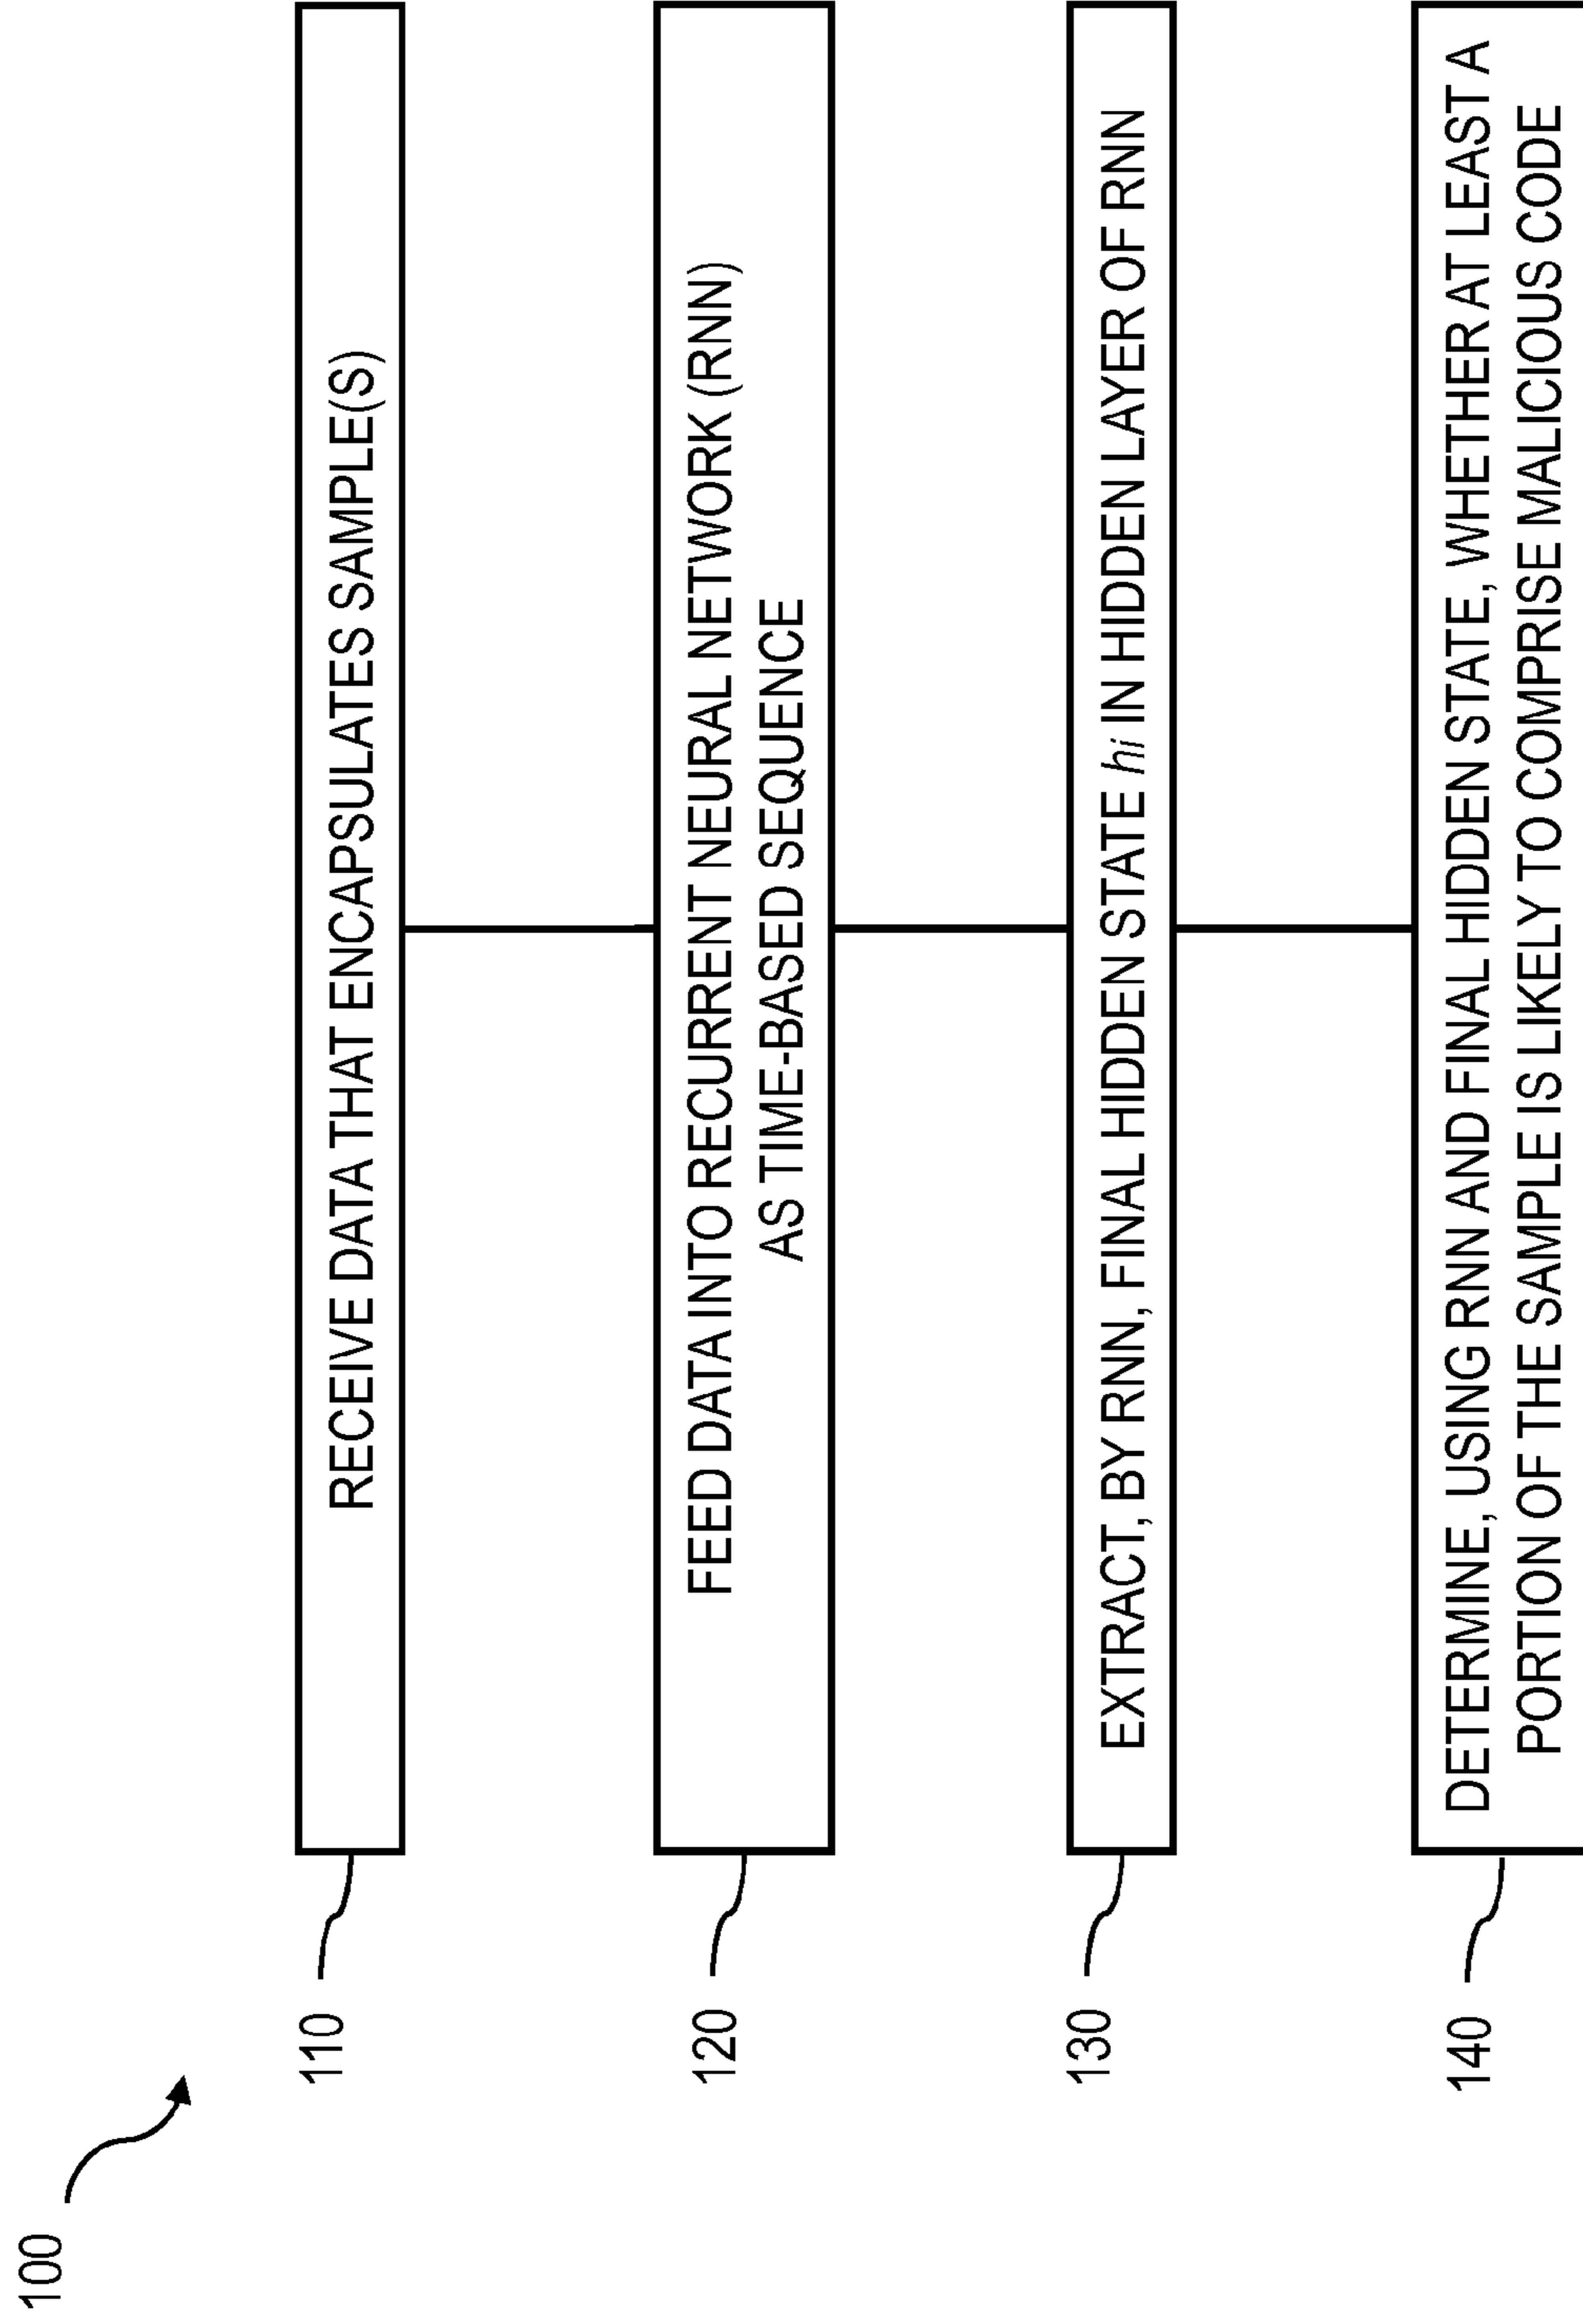 100
110
RECEIVE DATA THAT ENCAPSULATES SAMPLE(S)
120
FEED DATA INTO RECURRENT NEURAL NETWORK (RNN)
AS TIME-BASED SEQUENCE
130
EXTRACT, BY RNN, FINAL HIDDEN STATE hi IN HIDDEN LAYER OF RNN
140
DETERMINE, USING RNN AND FINAL HIDDEN STATE, WHETHER AT LEAST A
PORTION OF THE SAMPLE IS LIKELY TO COMPRISE MALICIOUS CODE